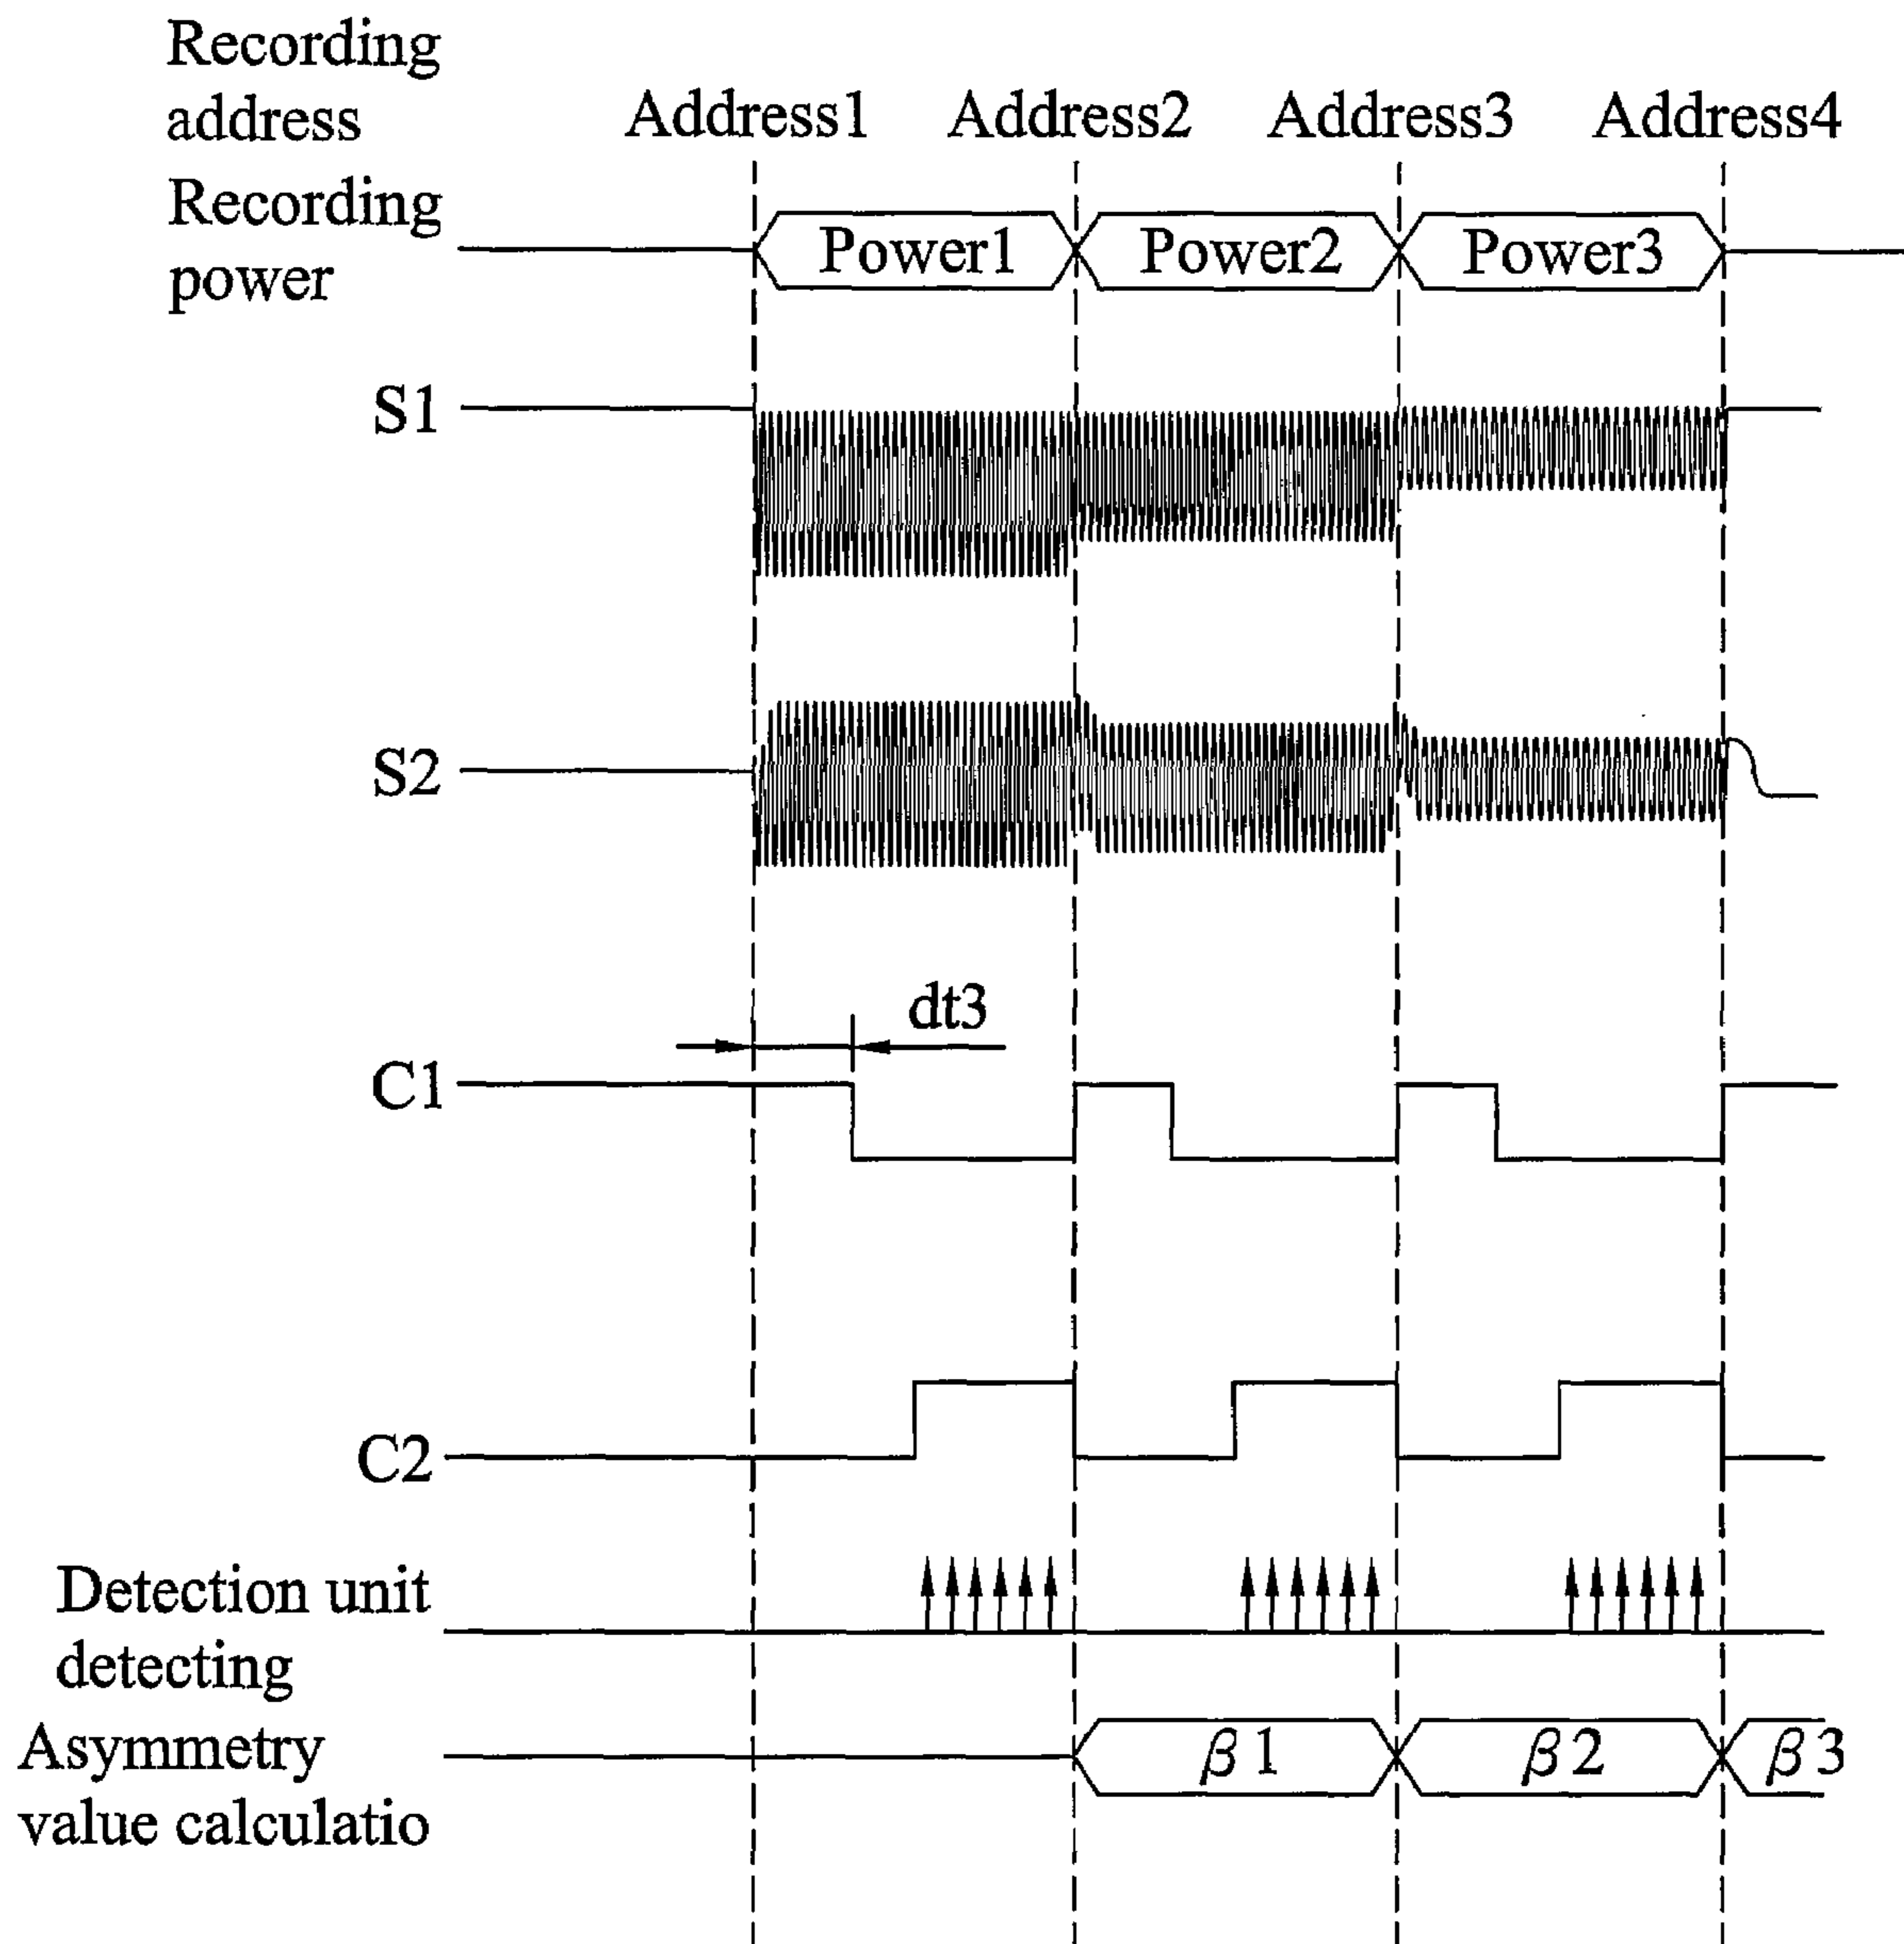 Recording
address
Address1 Address2 Address3 Address4
Recording
power
Power1 Power2 Power3
S1
S2
dt3
C1
C2
Detection unit
detecting
Asymmetry
value calculatio
β1 β2 β3